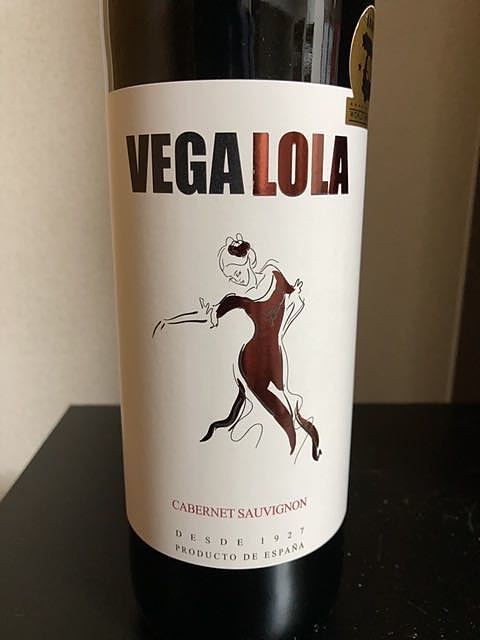 VEGA LOLA
CABERNET SAUVIGNON
DESDE 1927
PRODUCTO DE ESPAÑA